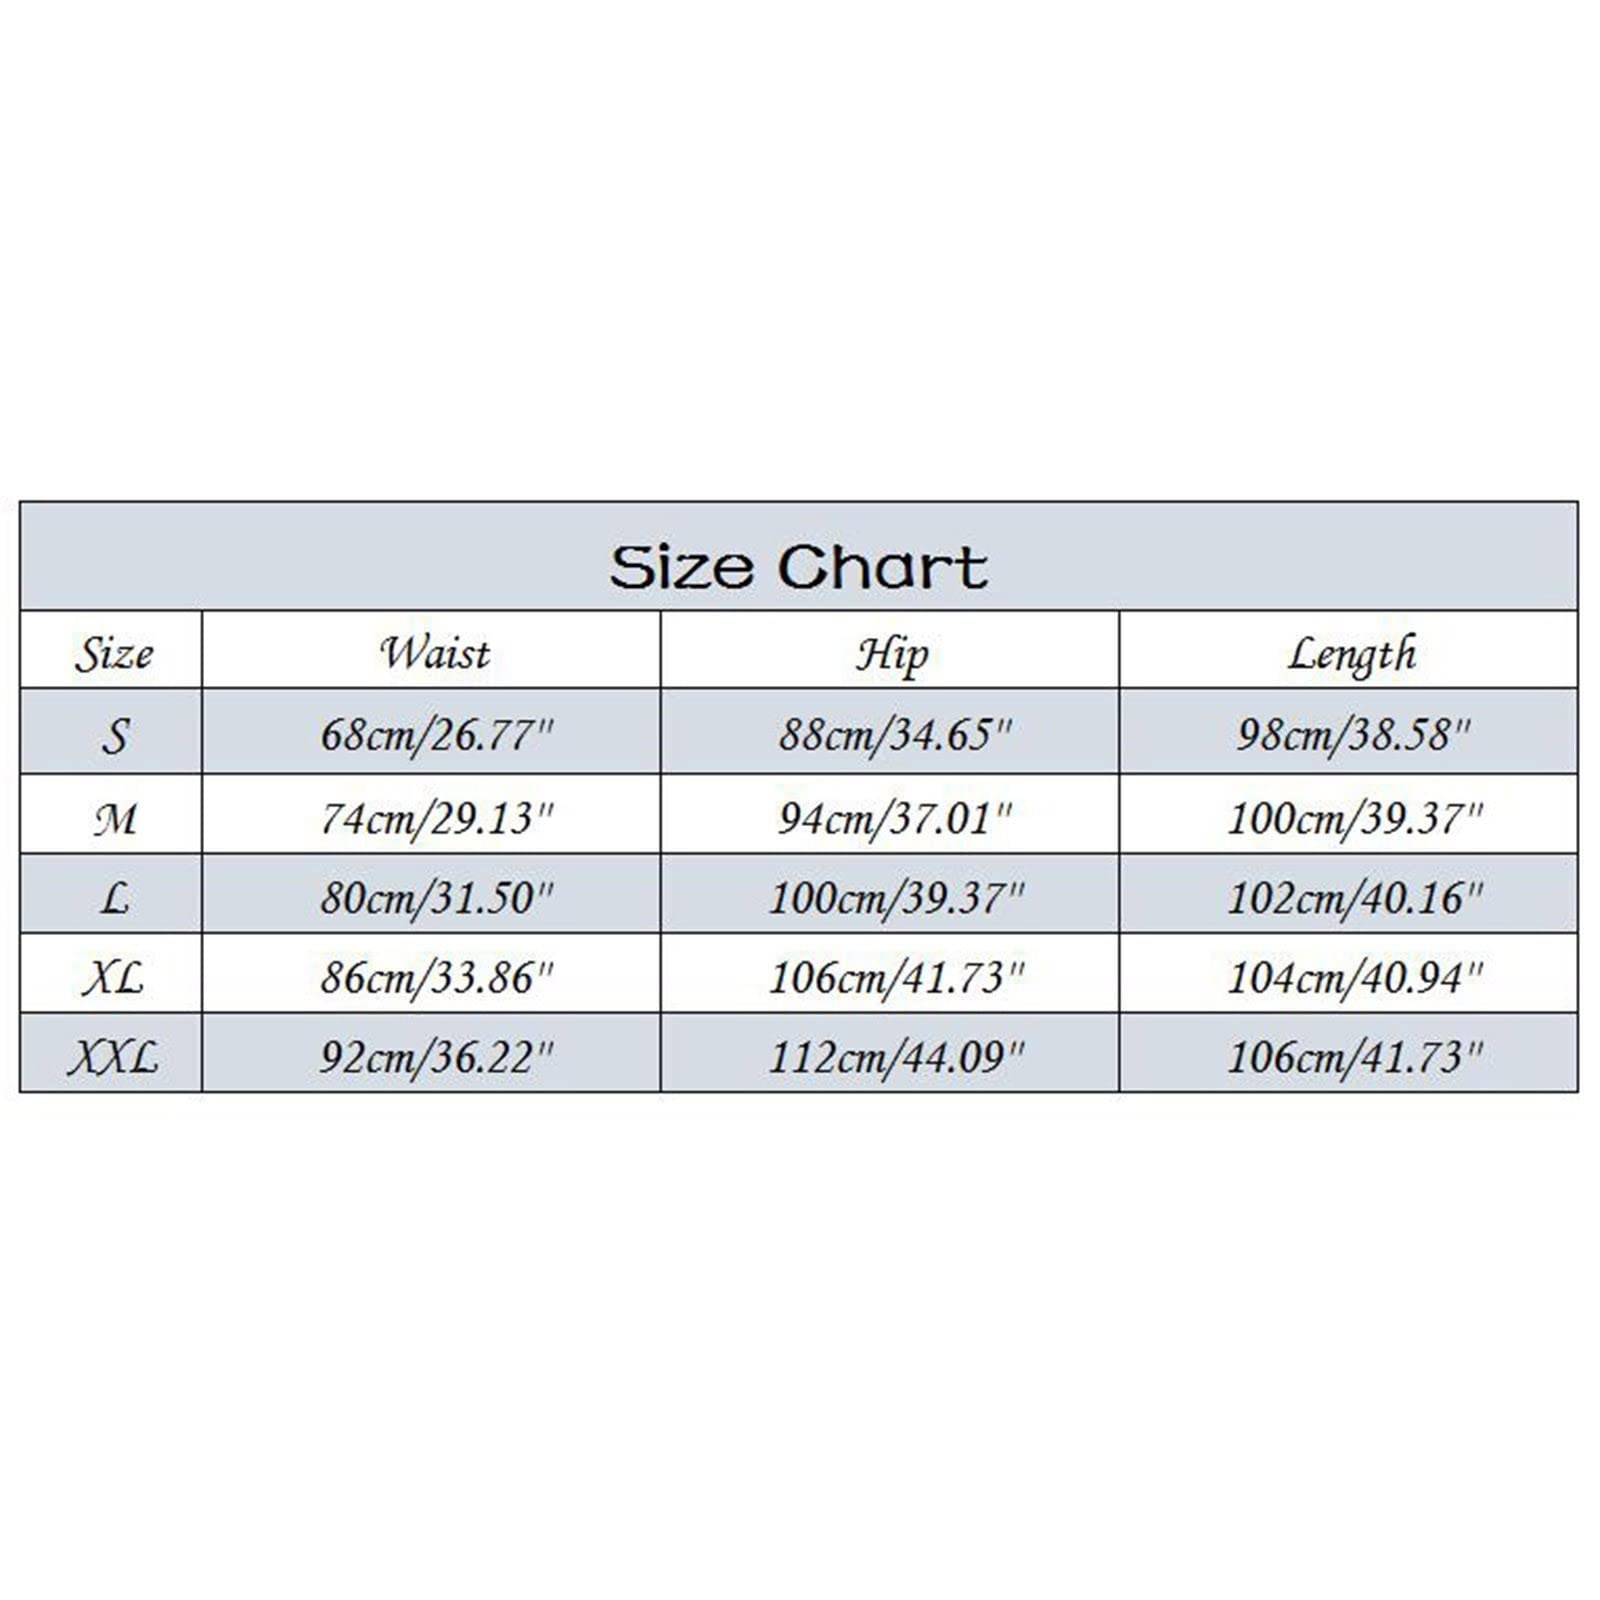 Size Chart
Size Waist Hip Length
S 68cm/26.77" 88cm/34.65" 98cm/38.58"
M 74cm/29.13" 94cm/37.01" 100cm/39.37"
L 80cm/31.50" 100cm/39.37" 102cm/40.16"
XL 86cm/33.86" 106cm/41.73" 104cm/40.94"
XXL 92cm/36.22" 112cm/44.09" 106cm/41.73"